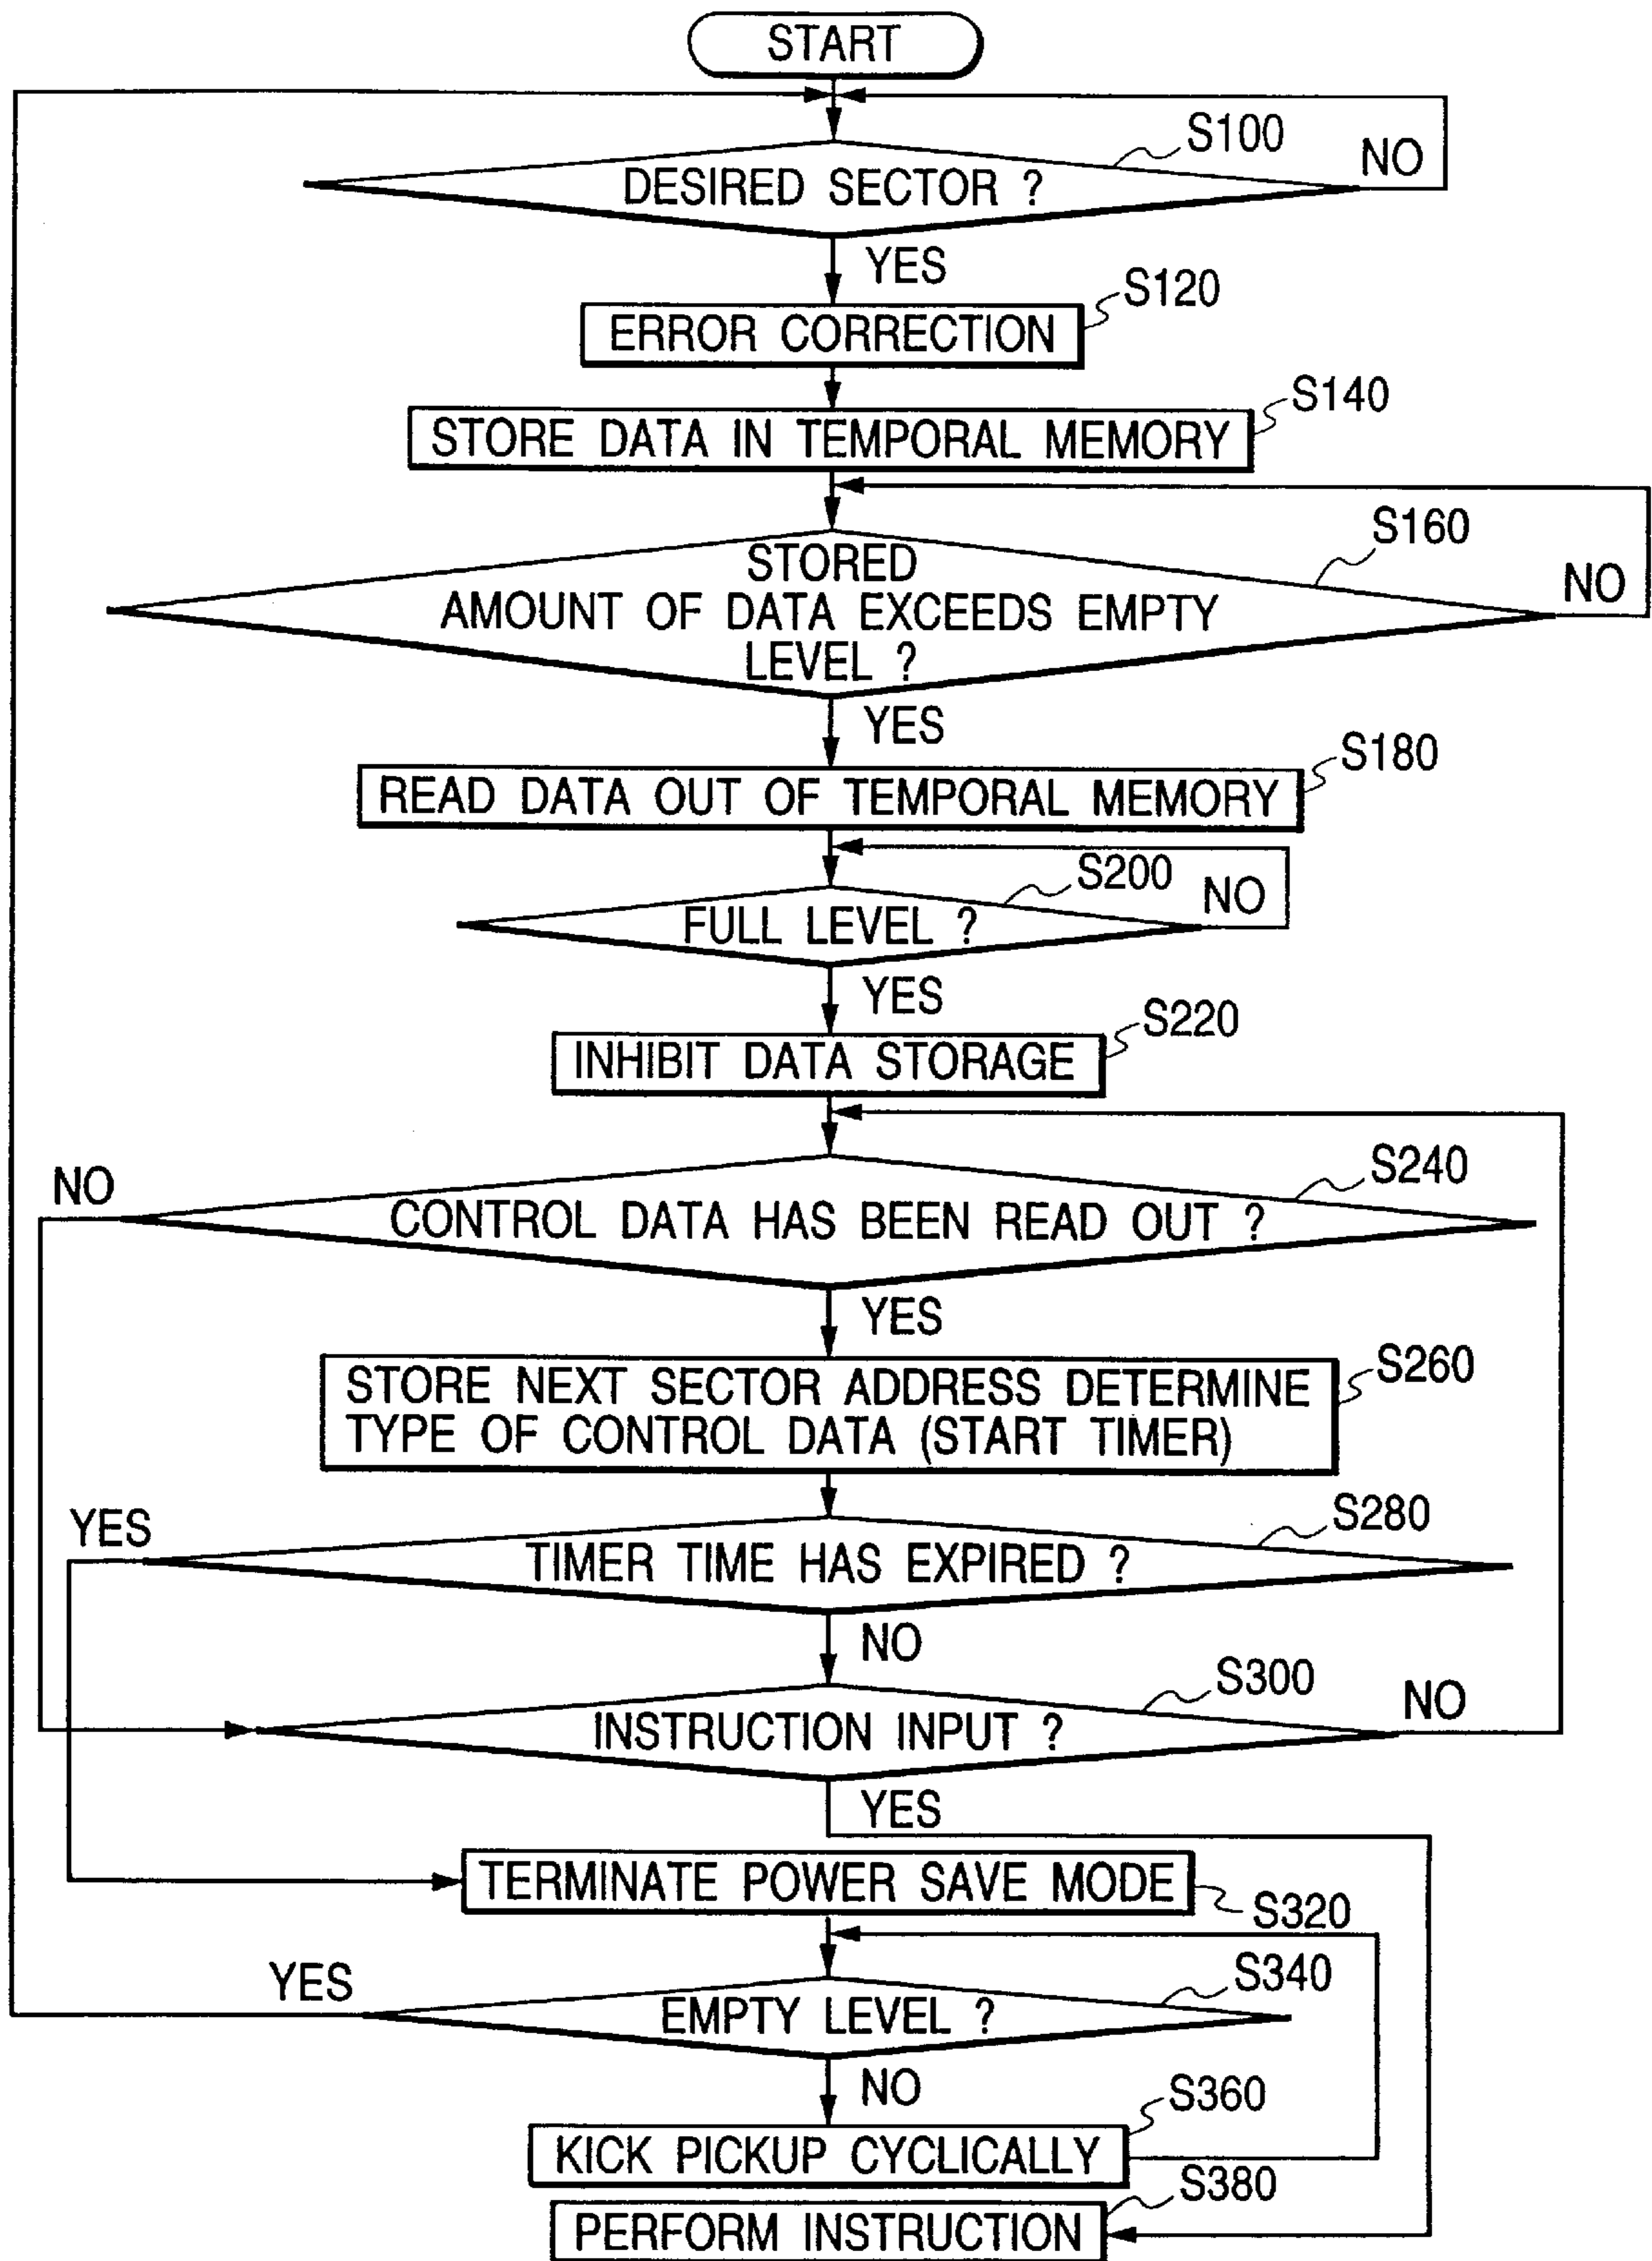 START
S100
NO
DESIRED SECTOR ?
YES
S120
ERROR CORRECTION
S140
STORE DATA IN TEMPORAL MEMORY
S160
NO
STORED
AMOUNT OF DATA EXCEEDS EMPTY
LEVEL ?
YES
S180
READ DATA OUT OF TEMPORAL MEMORY
S200
NO
FULL LEVEL ?
YES
S220
INHIBIT DATA STORAGE
S240
NO
CONTROL DATA HAS BEEN READ OUT ?
YES
S260
STORE NEXT SECTOR ADDRESS DETERMINE
TYPE OF CONTROL DATA (START TIMER)
S280
YES
TIMER TIME HAS EXPIRED ?
NO
S300
NO
INSTRUCTION INPUT ?
YES
TERMINATE POWER SAVE MODE
S320
YES
S340
EMPTY LEVEL ?
NO
S360
KICK PICKUP CYCLICALLY
S380
PERFORM INSTRUCTION